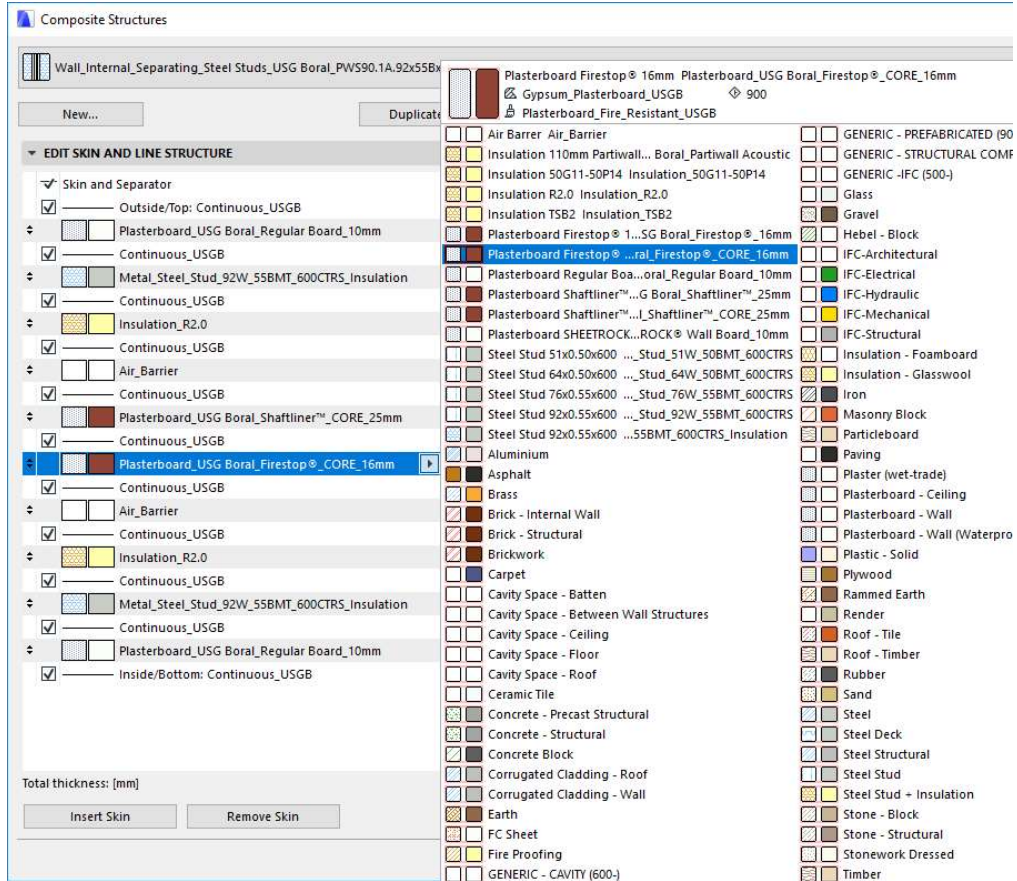 Composite Structures
Wall_Internal_Separating_Steel Studs_USG Boral_PWS90.1A.92x55Bx
New...
Duplicate
EDIT SKIN AND LINE STRUCTURE
Skin and Separator
Outside/Top: Continuous_USGB
Plasterboard_USG Boral_Regular Board_10mm
Continuous_USGB
Metal_Steel_Stud_92W_55BMT_600CTRS_Insulation
Continuous_USGB
Insulation_R2.0
Continuous_USGB
Air_Barrier
Continuous_USGB
Plasterboard_USG Boral_Shaftliner™_CORE_25mm
Continuous_USGB
Plasterboard_USG Boral_Firestop®_CORE_16mm
Continuous_USGB
Air_Barrier
Continuous_USGB
Insulation_R2.0
Continuous_USGB
Metal_Steel_Stud_92W_55BMT_600CTRS_Insulation
Continuous_USGB
Plasterboard_USG Boral_Regular Board_10mm
Inside/Bottom: Continuous_USGB
Total thickness: [mm]
Insert Skin
Remove Skin
Plasterboard Firestop® 16mm Plasterboard_USG Boral_Firestop®_CORE_16mm
Gypsum_Plasterboard_USGB 900
Plasterboard_Fire_Resistant_USGB
Air Barrer Air_Barrier
Insulation 110mm Partiwall... Boral_Partiwall Acoustic
Insulation 50G11-50P14 Insulation_50G11-50P14
Insulation R2.0 Insulation_R2.0
Insulation TSB2 Insulation_TSB2
Plasterboard Firestop® 1...SG Boral_Firestop®_16mm
Plasterboard Firestop® ...ral_Firestop®_CORE_16mm
Plasterboard Regular Boa...oral_Regular Board_10mm
Plasterboard Shaftliner™...G Boral_Shaftliner™_25mm
Plasterboard Shaftliner™...l_Shaftliner™_CORE_25mm
Plasterboard SHEETROCK...ROCK® Wall Board_10mm
Steel Stud 51x0.50x600 ..._Stud_51W_50BMT_600CTRS
Steel Stud 64x0.50x600 ..._Stud_64W_50BMT_600CTRS
Steel Stud 76x0.55x600 ..._Stud_76W_55BMT_600CTRS
Steel Stud 92x0.55x600 ..._Stud_92W_55BMT_600CTRS
Steel Stud 92x0.55x600 ...55BMT_600CTRS_Insulation
Aluminium
Asphalt
Brass
Brick - Internal Wall
Brick - Structural
Brickwork
Carpet
Cavity Space - Batten
Cavity Space - Between Wall Structures
Cavity Space - Ceiling
Cavity Space - Floor
Cavity Space - Roof
Ceramic Tile
Concrete - Precast Structural
Concrete - Structural
Concrete Block
Corrugated Cladding - Roof
Corrugated Cladding - Wall
Earth
FC Sheet
Fire Proofing
GENERIC - CAVITY (600-)
GENERIC - PREFABRICATED (90
GENERIC - STRUCTURAL COMP
GENERIC -IFC (500-)
Glass
Gravel
Hebel - Block
IFC-Architectural
IFC-Electrical
IFC-Hydraulic
IFC-Mechanical
IFC-Structural
Insulation - Foamboard
Insulation - Glasswool
Iron
Masonry Block
Particleboard
Paving
Plaster (wet-trade)
Plasterboard - Ceiling
Plasterboard - Wall
Plasterboard - Wall (Waterpro
Plastic - Solid
Plywood
Rammed Earth
Render
Roof - Tile
Roof - Timber
Rubber
Sand
Steel
Steel Deck
Steel Structural
Steel Stud
Steel Stud + Insulation
Stone - Block
Stone - Structural
Stonework Dressed
Timber